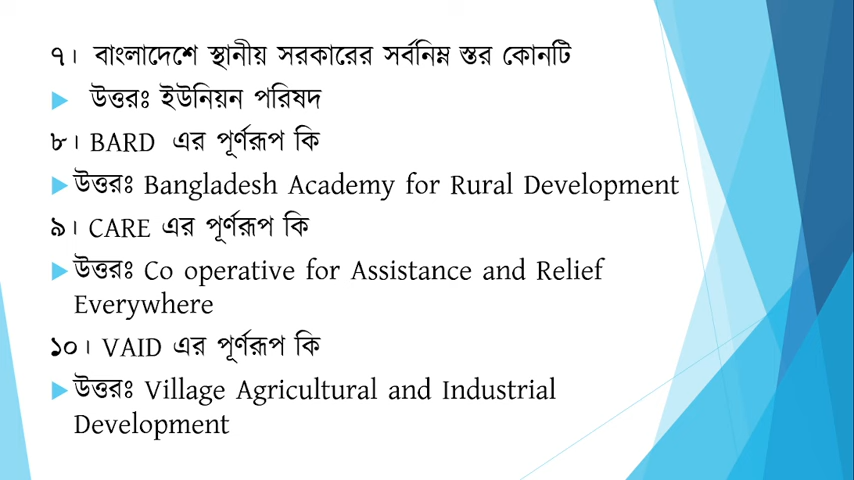 ৭। বাংলাদেশে স্থানীয় সরকারের সর্বনিম্ন স্তর কোনটি
উত্তরঃ ইউনিয়ন পরিষদ
৮। BARD এর পূর্ণরূপ কি
উত্তরঃ Bangladesh Academy for Rural Development
৯। CARE এর পূর্ণরূপ কি
উত্তরঃ Co operative for Assistance and Relief
Everywhere
১০। VAID এর পূর্ণরূপ কি
উত্তরঃ Village Agricultural and Industrial
Development